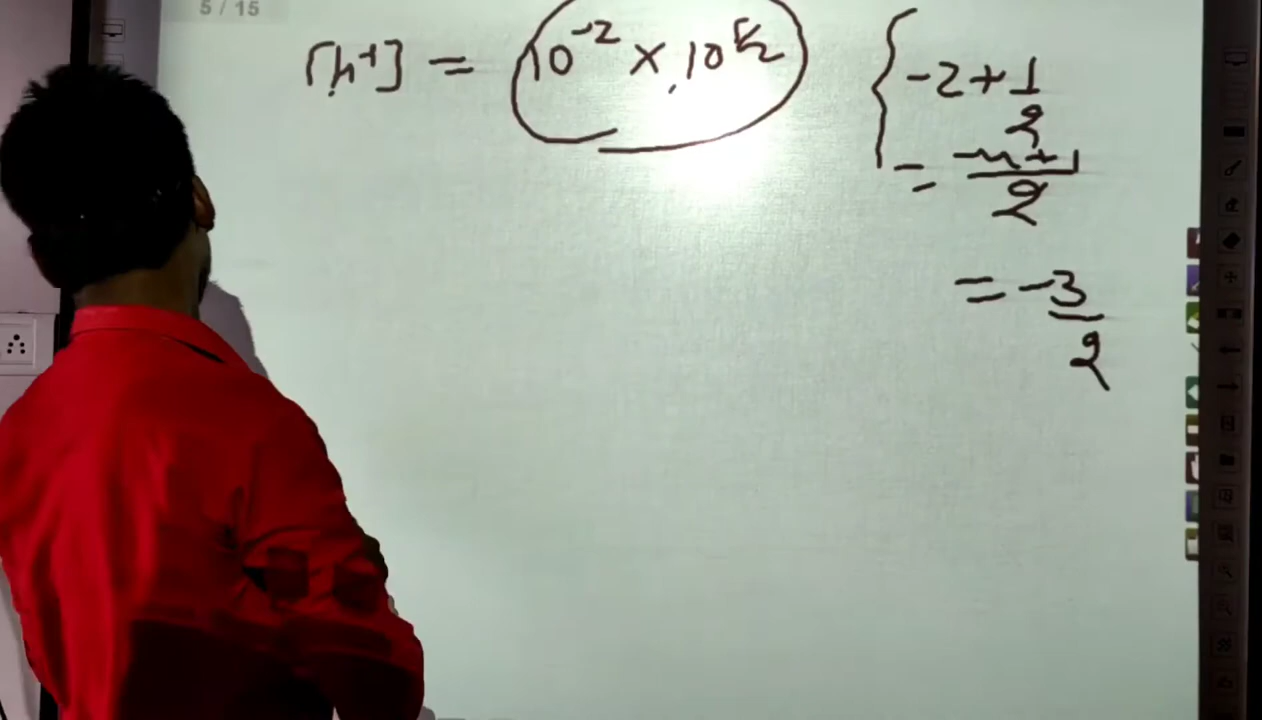 5 / 15
[h+] = 10^-2 × 10^1/2
-2 + 1/2
= -4+1/2
= -3/2